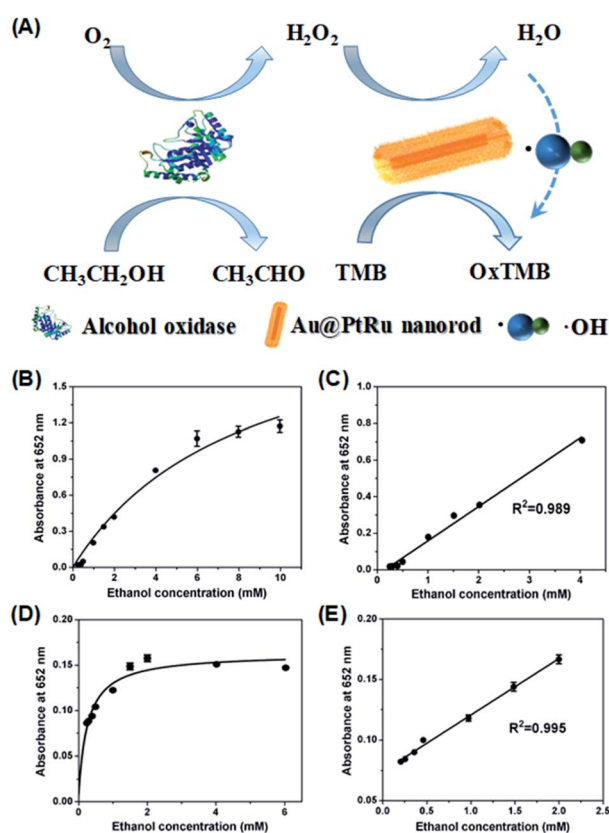 (A)
O₂ H₂O₂ H₂O
CH₃CH₂OH CH₃CHO TMB OxTMB
Alcohol oxidase Au@PtRu nanorod ·OH
(B)
1.5
1.2
0.9
0.6
0.3
0.0
0 2 4 6 8 10
Absorbance at 652 nm
Ethanol concentration (mM)
(C)
1.0
0.8
0.6
0.4
0.2
0.0
0 1 2 3 4
Absorbance at 652 nm
Ethanol concentration (mM)
R²=0.989
(D)
0.20
0.15
0.10
0.05
0.00
0 2 4 6
Absorbance at 652 nm
Ethanol concentration (mM)
(E)
0.20
0.15
0.10
0.05
0.0 0.5 1.0 1.5 2.0 2.5
Absorbance at 652 nm
Ethanol concentration (mM)
R²=0.995